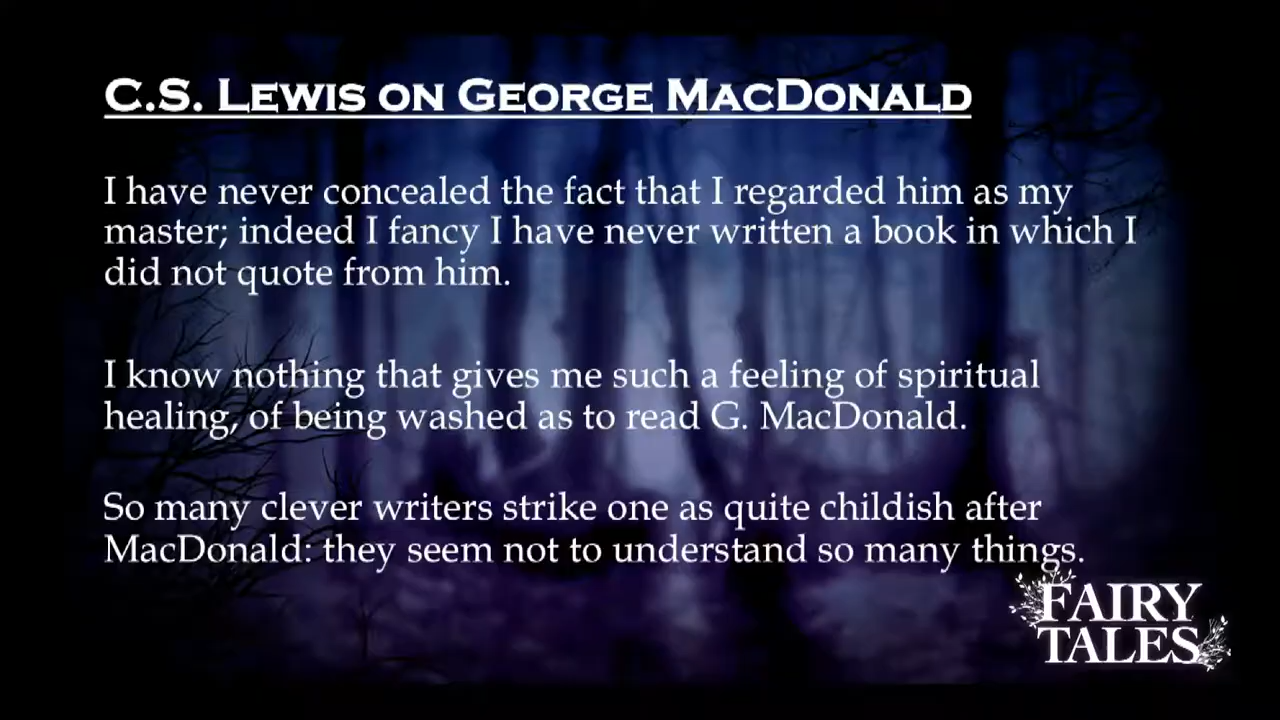 C.S. Lewis on George MacDonald
I have never concealed the fact that I regarded him as my
master; indeed I fancy I have never written a book in which I
did not quote from him.
I know nothing that gives me such a feeling of spiritual
healing, of being washed as to read G. MacDonald.
So many clever writers strike one as quite childish after
MacDonald: they seem not to understand so many things.
FAIRY
TALES